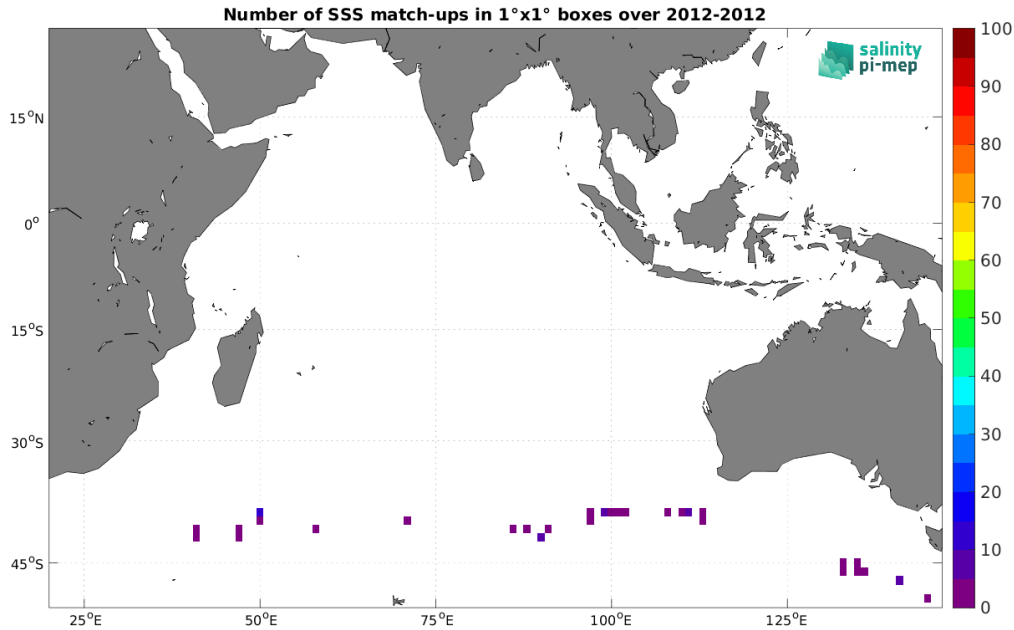 Number of SSS match-ups in 1°x1° boxes over 2012-2012
salinity
pi-mep
15°N
0°
15°S
30°S
45°S
25°E
50°E
75°E
100°E
125°E
100
90
80
70
60
50
40
30
20
10
0